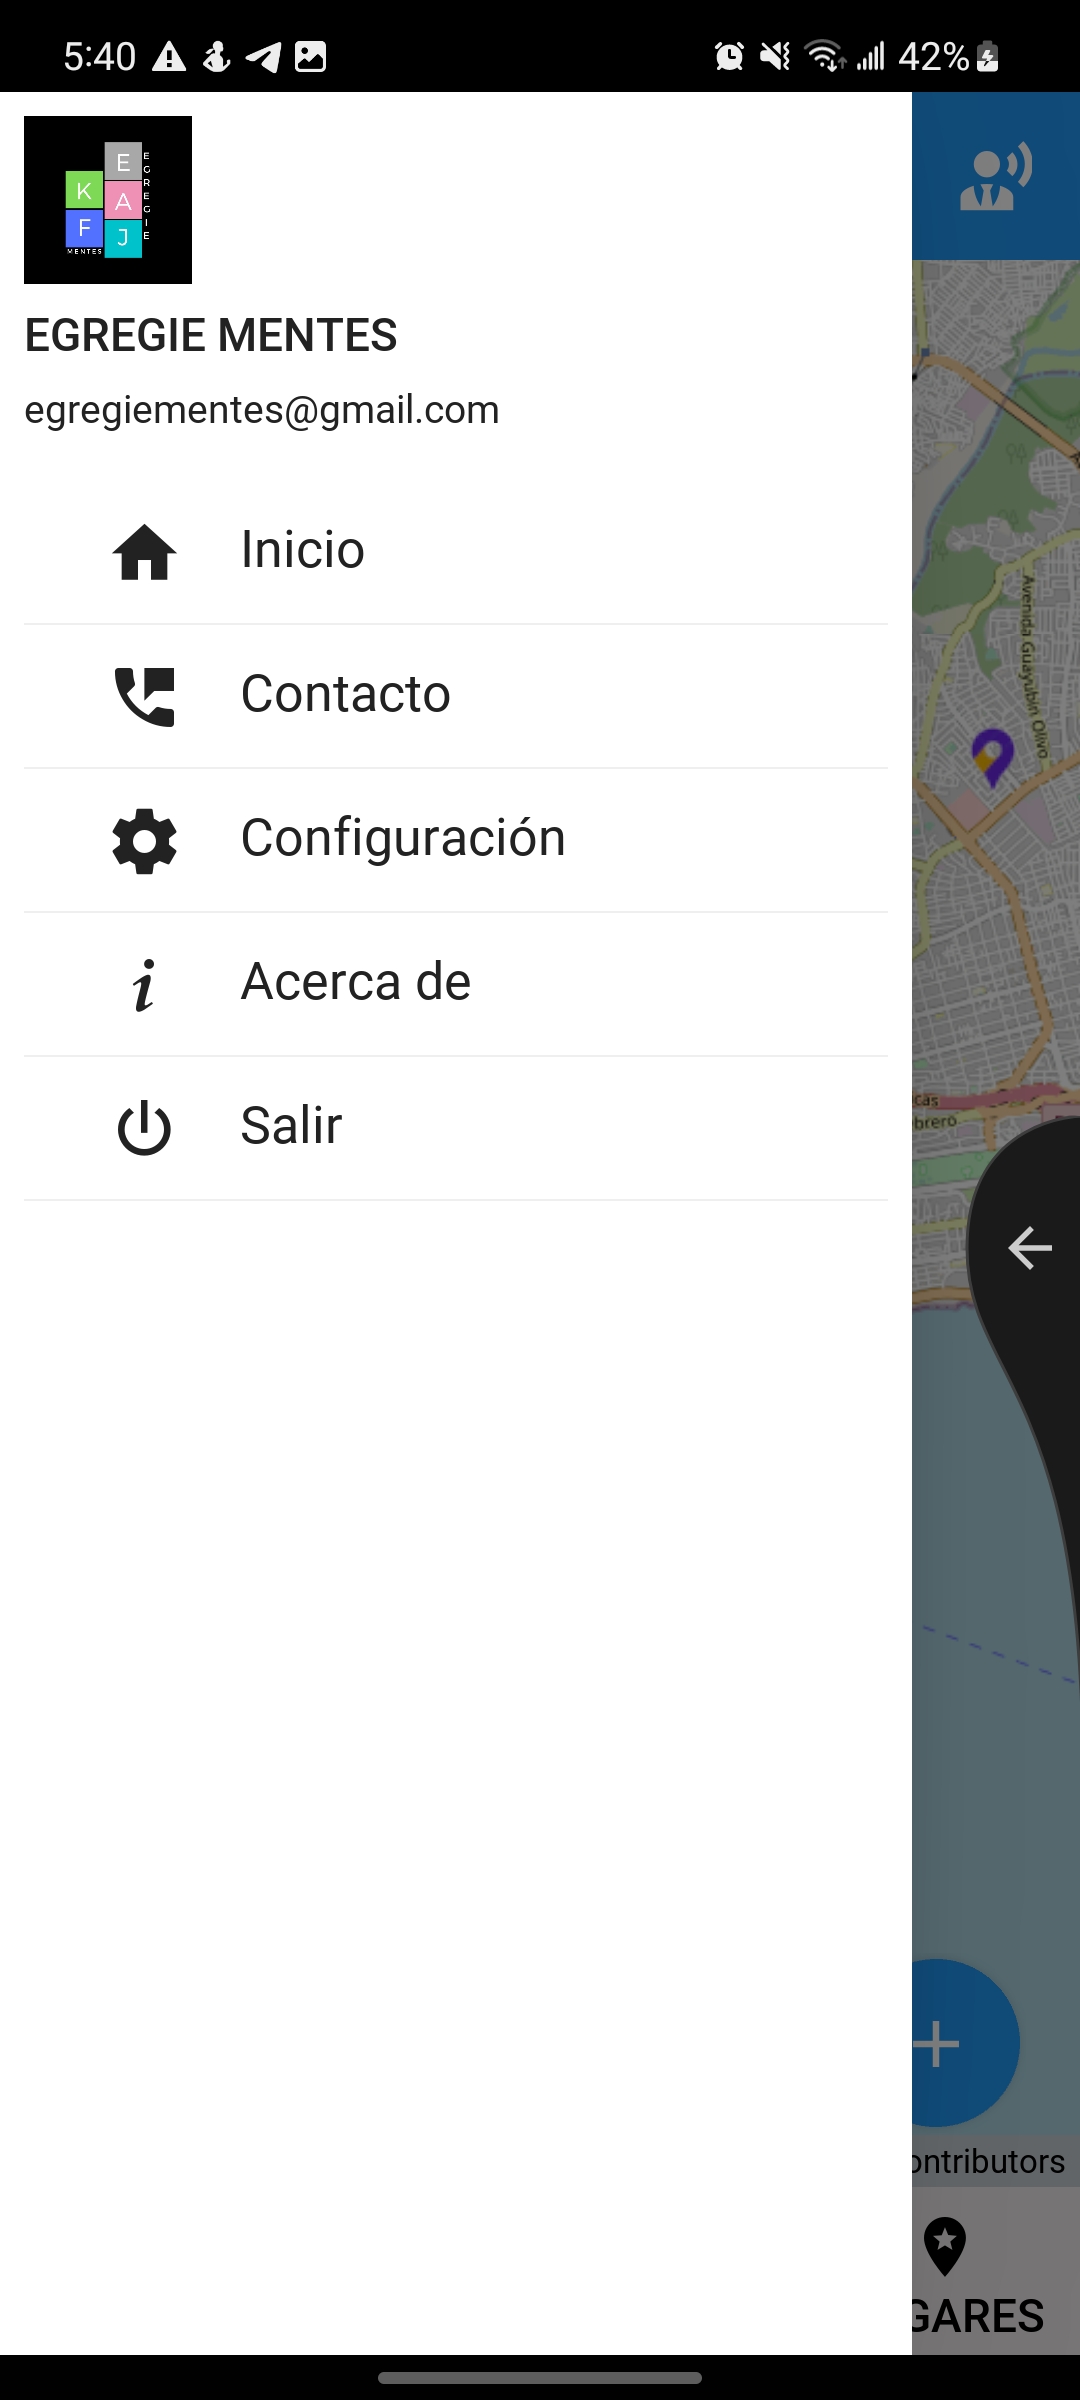 5:40
42%
E
K
A
F
J
EGREGIE
MENTES
EGREGIE MENTES
egregiementes@gmail.com
Inicio
Contacto
Configuración
Acerca de
Salir
Avenida Guayubin Olivo
cas
brero
ontributors
GARES